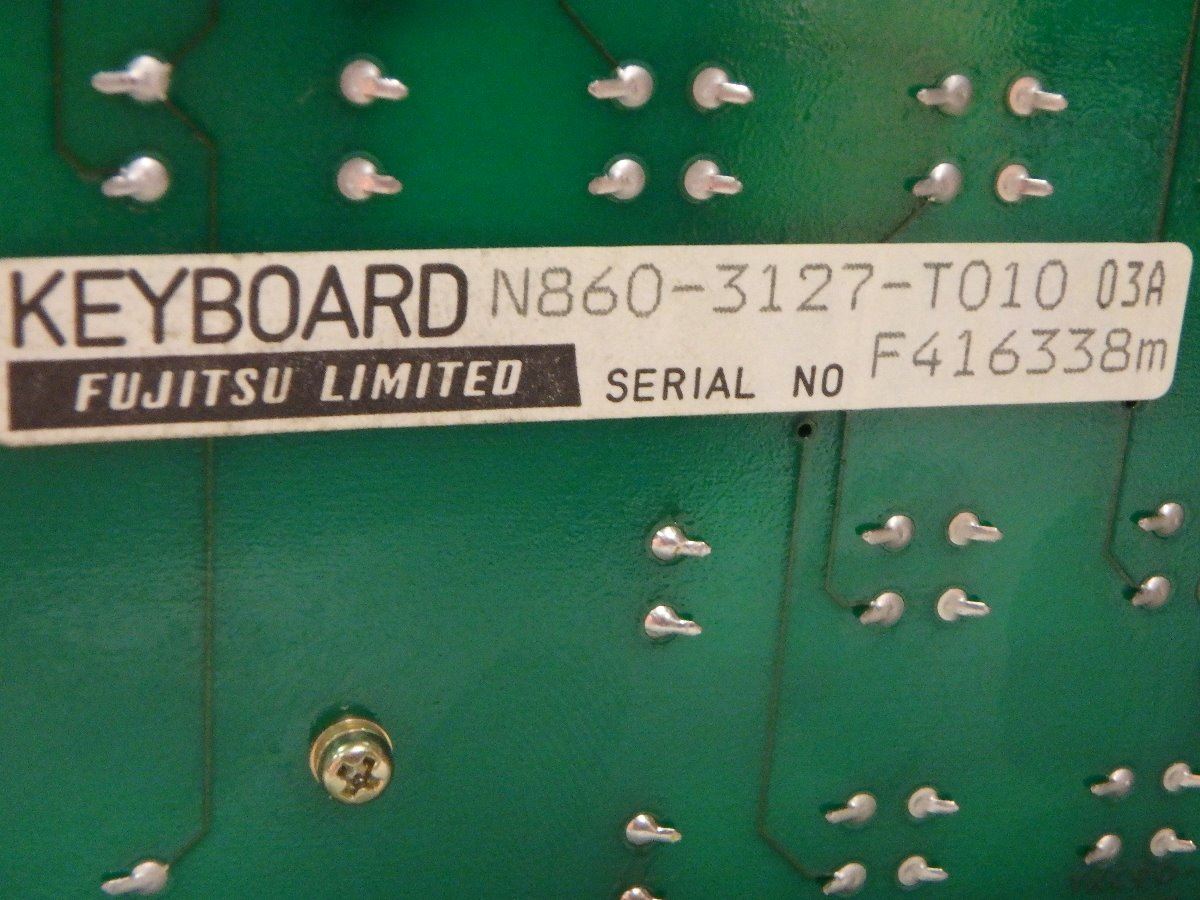 KEYBOARD N860-3127-T010 03A
FUJITSU LIMITED SERIAL NO F416338m